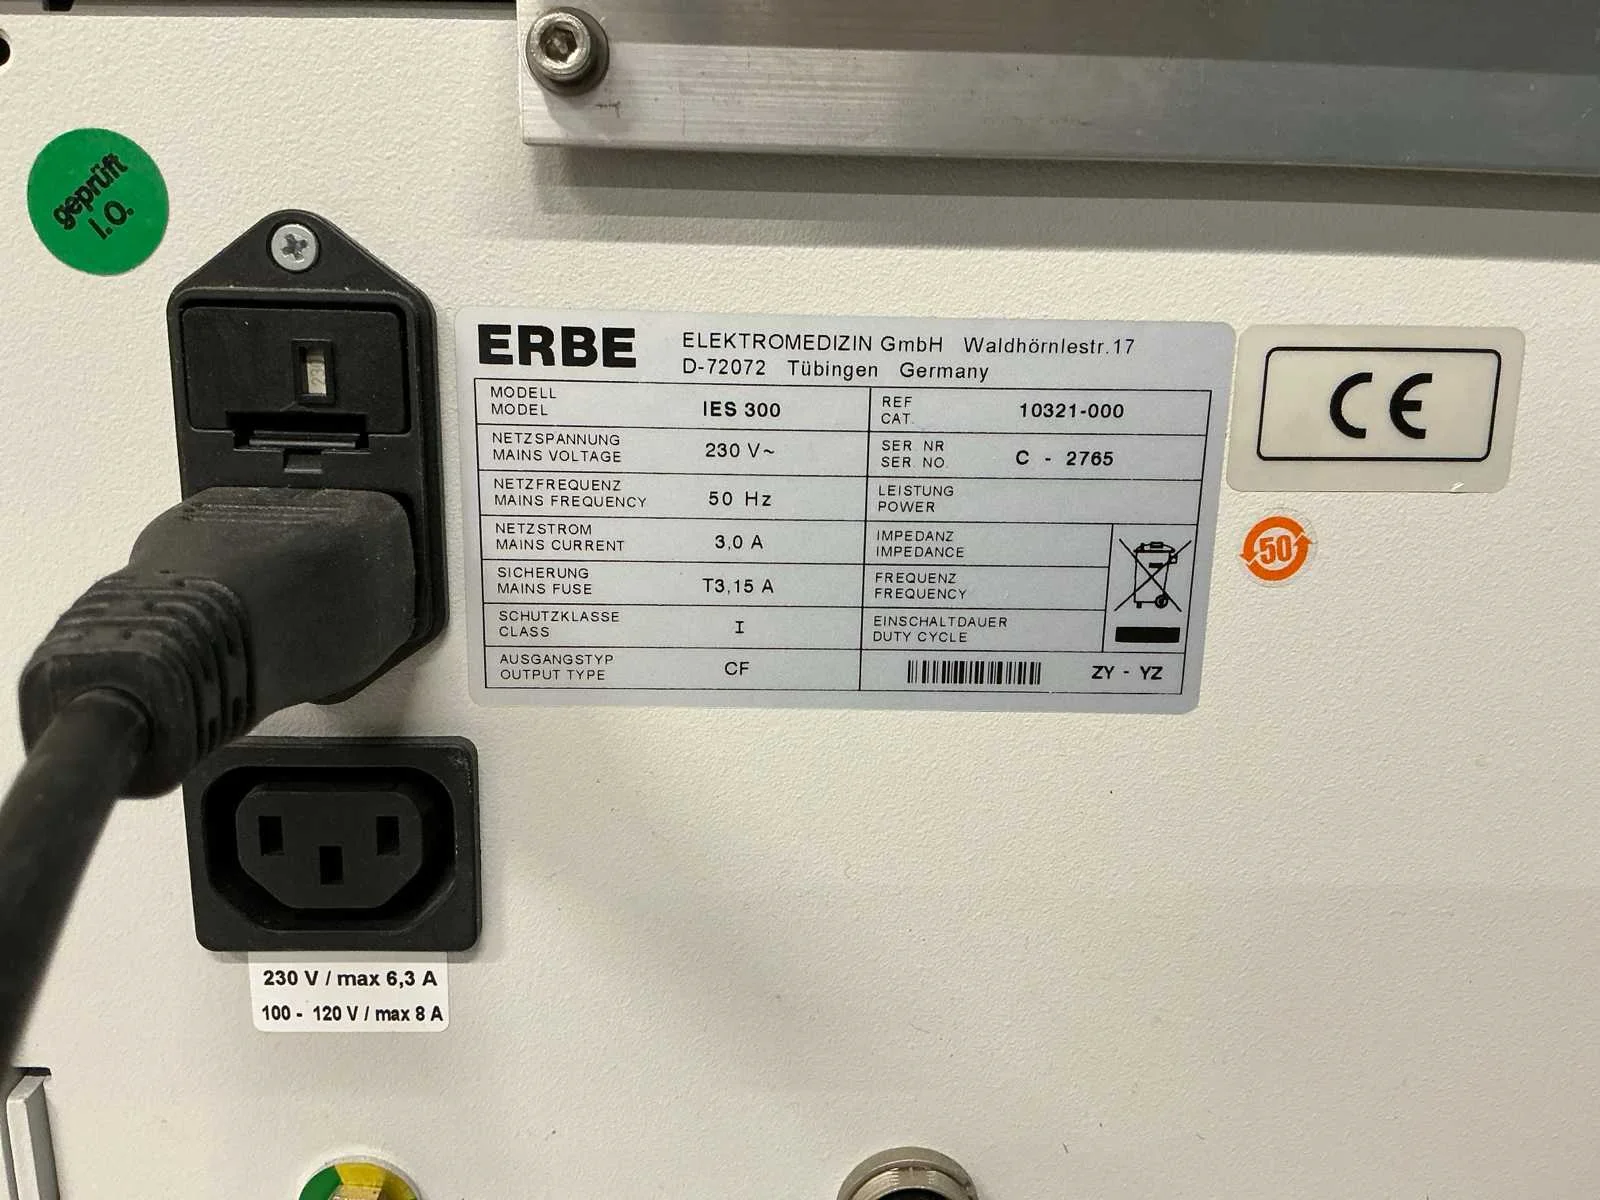 geprüft
I.O.
ERBE
ELEKTROMEDIZIN GmbH Waldhörnlestr.17
D-72072 Tübingen Germany
MODELL
MODEL
IES 300
REF
CAT.
10321-000
NETZSPANNUNG
MAINS VOLTAGE
230 V~
SER. NR
SER. NO.
C - 2765
NETZFREQUENZ
MAINS FREQUENCY
50 Hz
LEISTUNG
POWER
NETZSTROM
MAINS CURRENT
3,0 A
IMPEDANZ
IMPEDANCE
SICHERUNG
MAINS FUSE
T3,15 A
FREQUENZ
FREQUENCY
SCHUTZKLASSE
CLASS
I
EINSCHALTDAUER
DUTY CYCLE
AUSGANGSTYP
OUTPUT TYPE
CF
ZY - YZ
CE
50
230 V / max 6,3 A
100 - 120 V / max 8 A